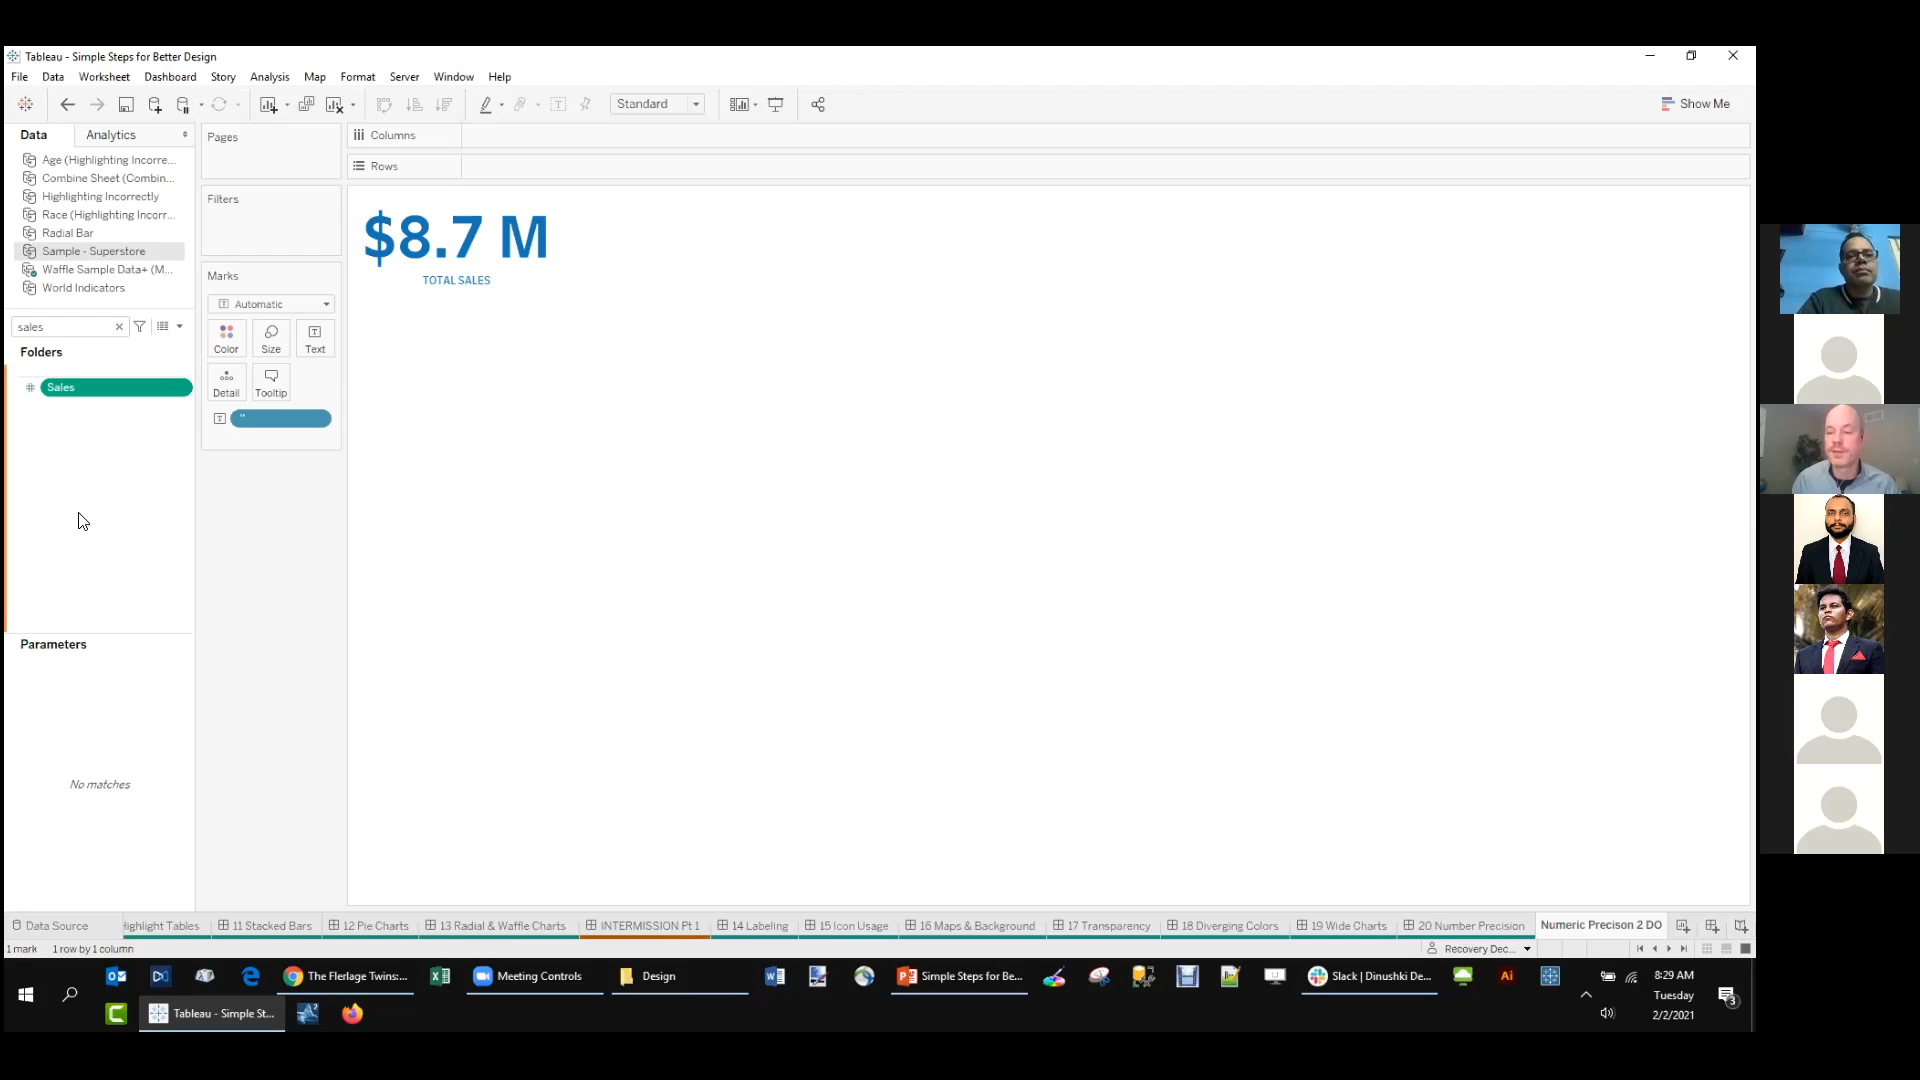 Tableau - Simple Steps for Better Design
File Data Worksheet Dashboard Story Analysis Map Format Server Window Help
Standard
Show Me
Data Analytics
Age (Highlighting Incorre...
Combine Sheet (Combin...
Highlighting Incorrectly
Race (Highlighting Incorr...
Radial Bar
Sample - Superstore
Waffle Sample Data+ (M...
World Indicators
sales
Folders
Sales
Parameters
No matches
Pages
Filters
Marks
Automatic
Color Size Text
Detail Tooltip
''
Columns
Rows
$8.7 M
TOTAL SALES
Data Source Highlight Tables 11 Stacked Bars 12 Pie Charts 13 Radial & Waffle Charts INTERMISSION Pt 1 14 Labeling 15 Icon Usage 16 Maps & Background 17 Transparency 18 Diverging Colors 19 Wide Charts 20 Number Precision Numeric Precison 2 DO
1 mark 1 row by 1 column
Recovery Dec...
The Flerlage Twins:... Meeting Controls Design Simple Steps for Be... Slack | Dinushki De... Ai
Tableau - Simple St...
8:29 AM
Tuesday
2/2/2021
3